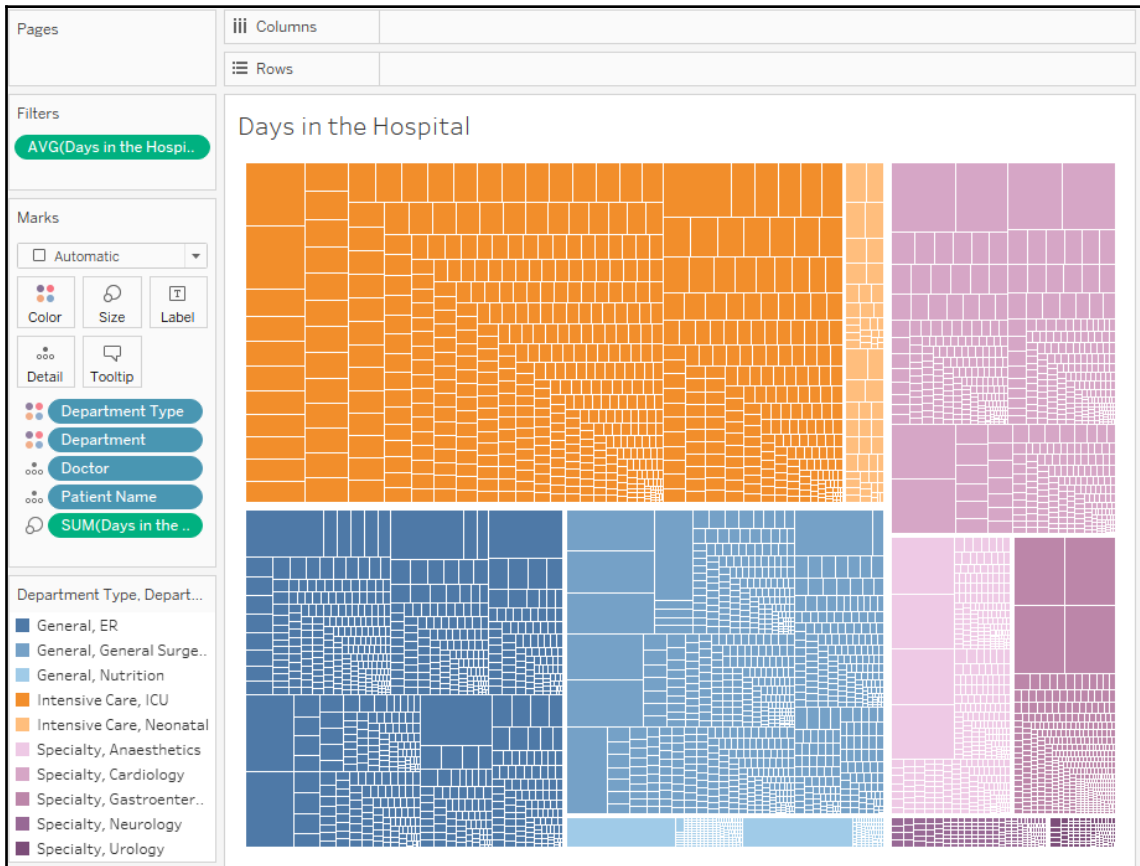 Pages
iii Columns
Rows
Filters
AVG(Days in the Hospi..
Days in the Hospital
Marks
Automatic
Color
Size
T
Label
Detail
Tooltip
Department Type
Department
Doctor
Patient Name
SUM(Days in the ..
Department Type, Depart...
General, ER
General, General Surge..
General, Nutrition
Intensive Care, ICU
Intensive Care, Neonatal
Specialty, Anaesthetics
Specialty, Cardiology
Specialty, Gastroenter..
Specialty, Neurology
Specialty, Urology